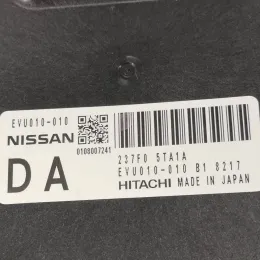 EVU010-010
NISSAN
0108007241
DA
237F0 5TA1A
EVU010-010 B1 8217
HITACHI MADE IN JAPAN